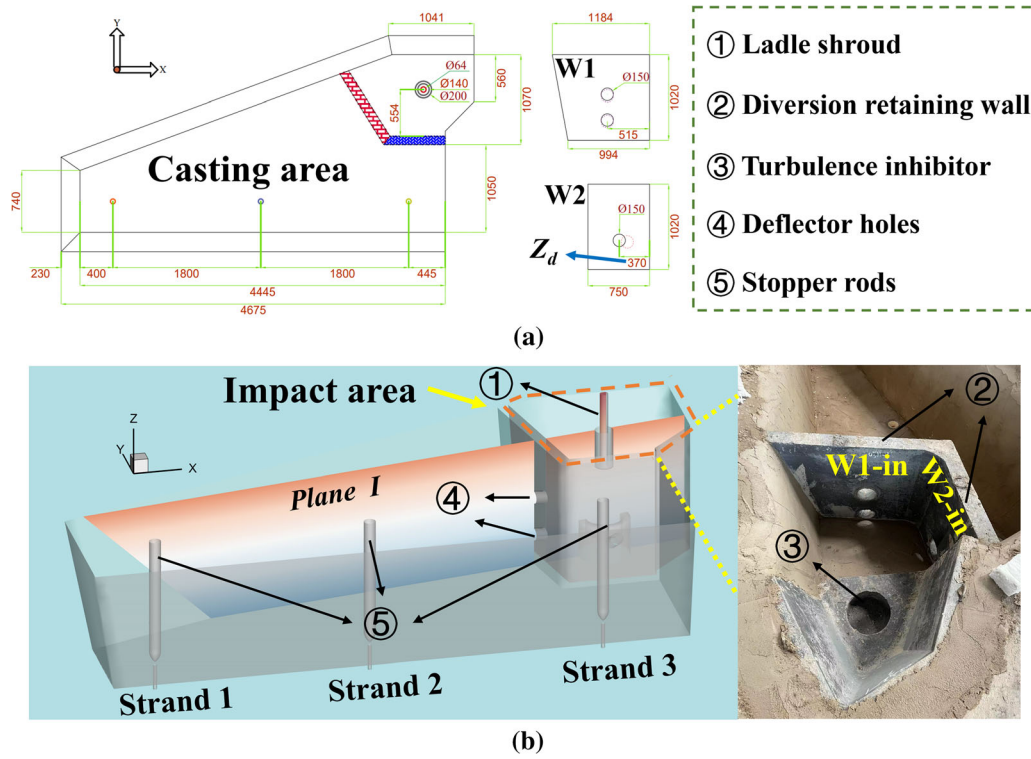 Y
X
1041
Ø64
Ø140
Ø200
554
560
1070
1050
Casting area
740
230
400
1800
1800
445
4445
4675
1184
W1
Ø150
1020
515
994
W2
Ø150
1020
Z_d
370
750
① Ladle shroud
② Diversion retaining wall
③ Turbulence inhibitor
④ Deflector holes
⑤ Stopper rods
(a)
Impact area
①
Z
Y
X
Plane I
④
⑤
Strand 1
Strand 2
Strand 3
②
W1-in
W2-in
③
(b)